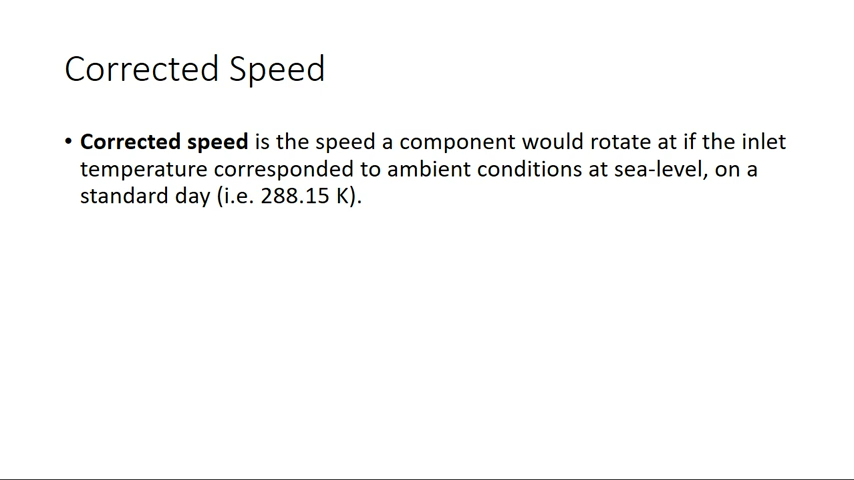 Corrected Speed
• Corrected speed is the speed a component would rotate at if the inlet
temperature corresponded to ambient conditions at sea-level, on a
standard day (i.e. 288.15 K).